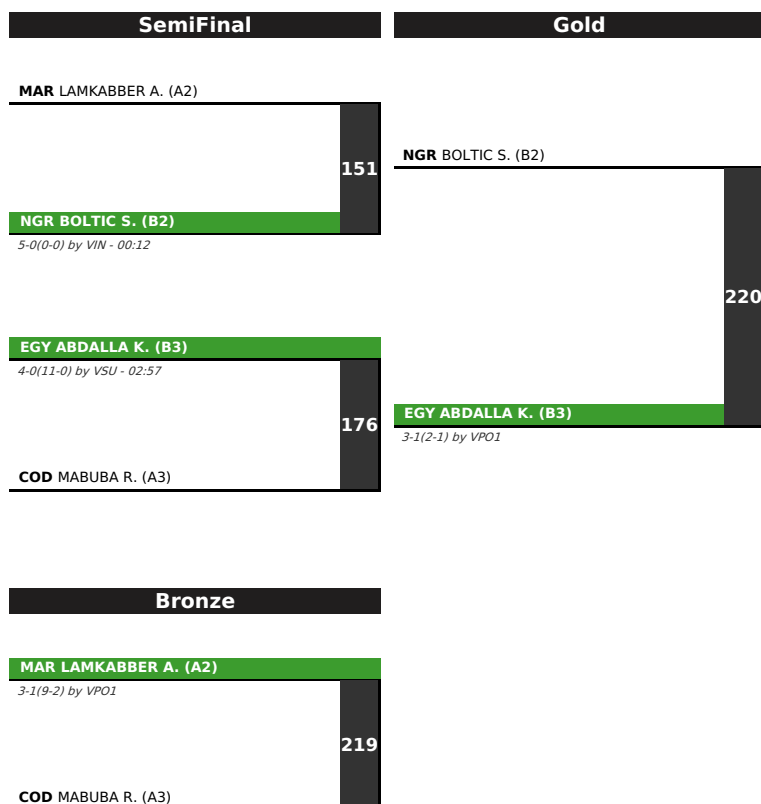 SemiFinal
MAR LAMKABBER A. (A2)
151
NGR BOLTIC S. (B2)
5-0(0-0) by VIN - 00:12
EGY ABDALLA K. (B3)
4-0(11-0) by VSU - 02:57
176
COD MABUBA R. (A3)
Gold
NGR BOLTIC S. (B2)
220
EGY ABDALLA K. (B3)
3-1(2-1) by VPO1
Bronze
MAR LAMKABBER A. (A2)
3-1(9-2) by VPO1
219
COD MABUBA R. (A3)